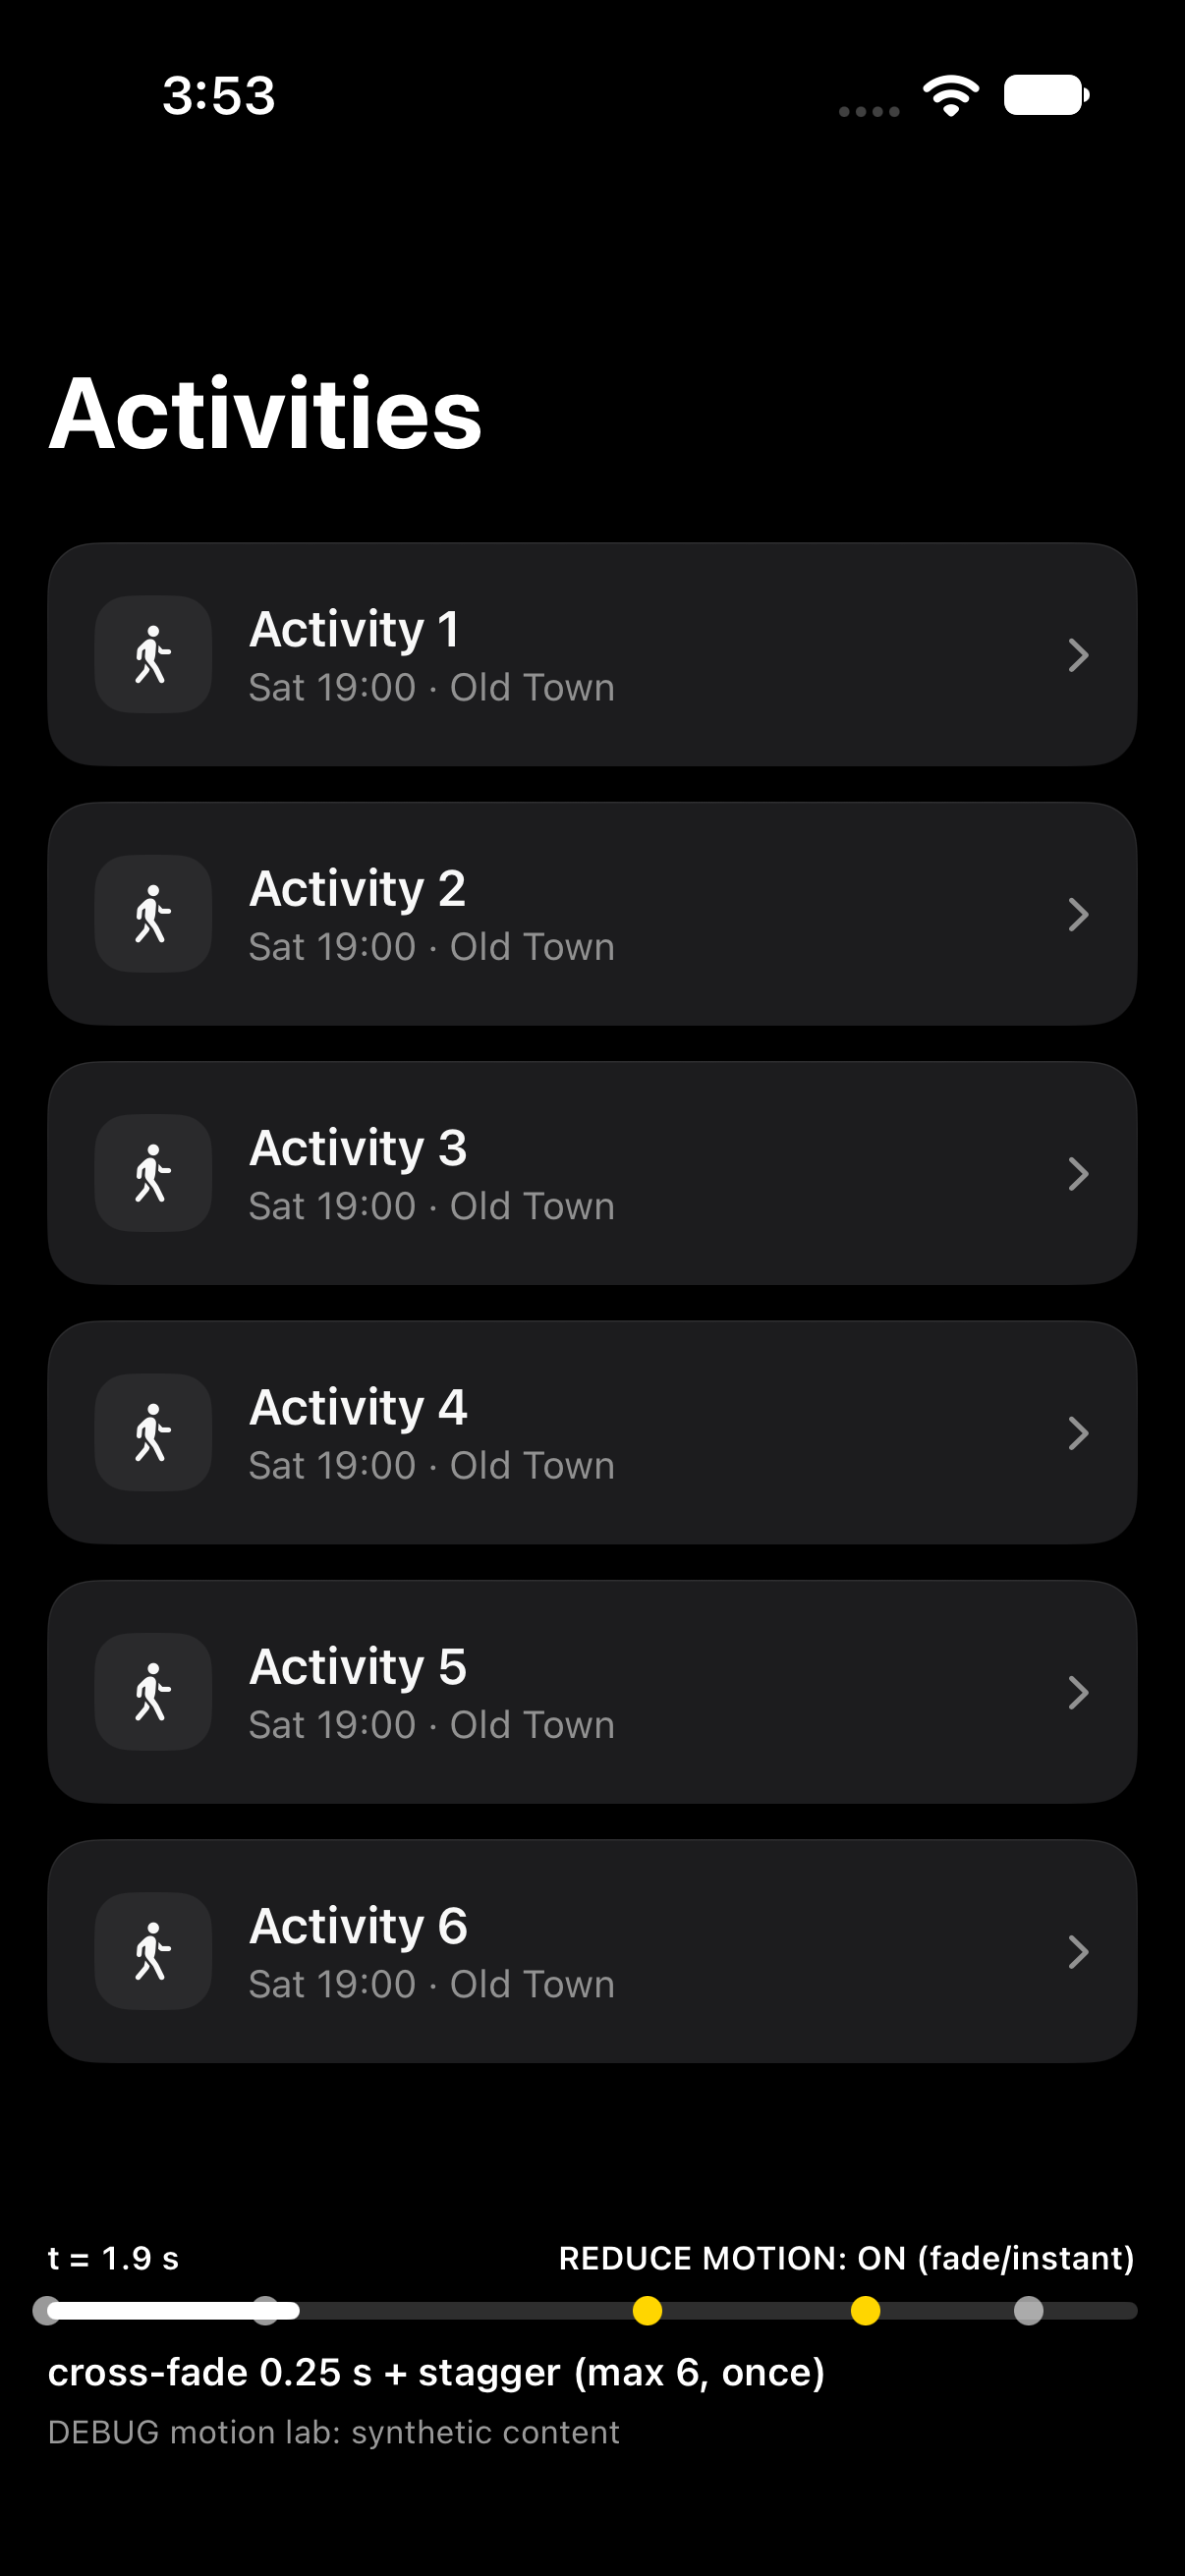 3:53
Activities
Activity 1
Sat 19:00 · Old Town
Activity 2
Sat 19:00 · Old Town
Activity 3
Sat 19:00 · Old Town
Activity 4
Sat 19:00 · Old Town
Activity 5
Sat 19:00 · Old Town
Activity 6
Sat 19:00 · Old Town
t = 1.9 s REDUCE MOTION: ON (fade/instant)
cross-fade 0.25 s + stagger (max 6, once)
DEBUG motion lab: synthetic content